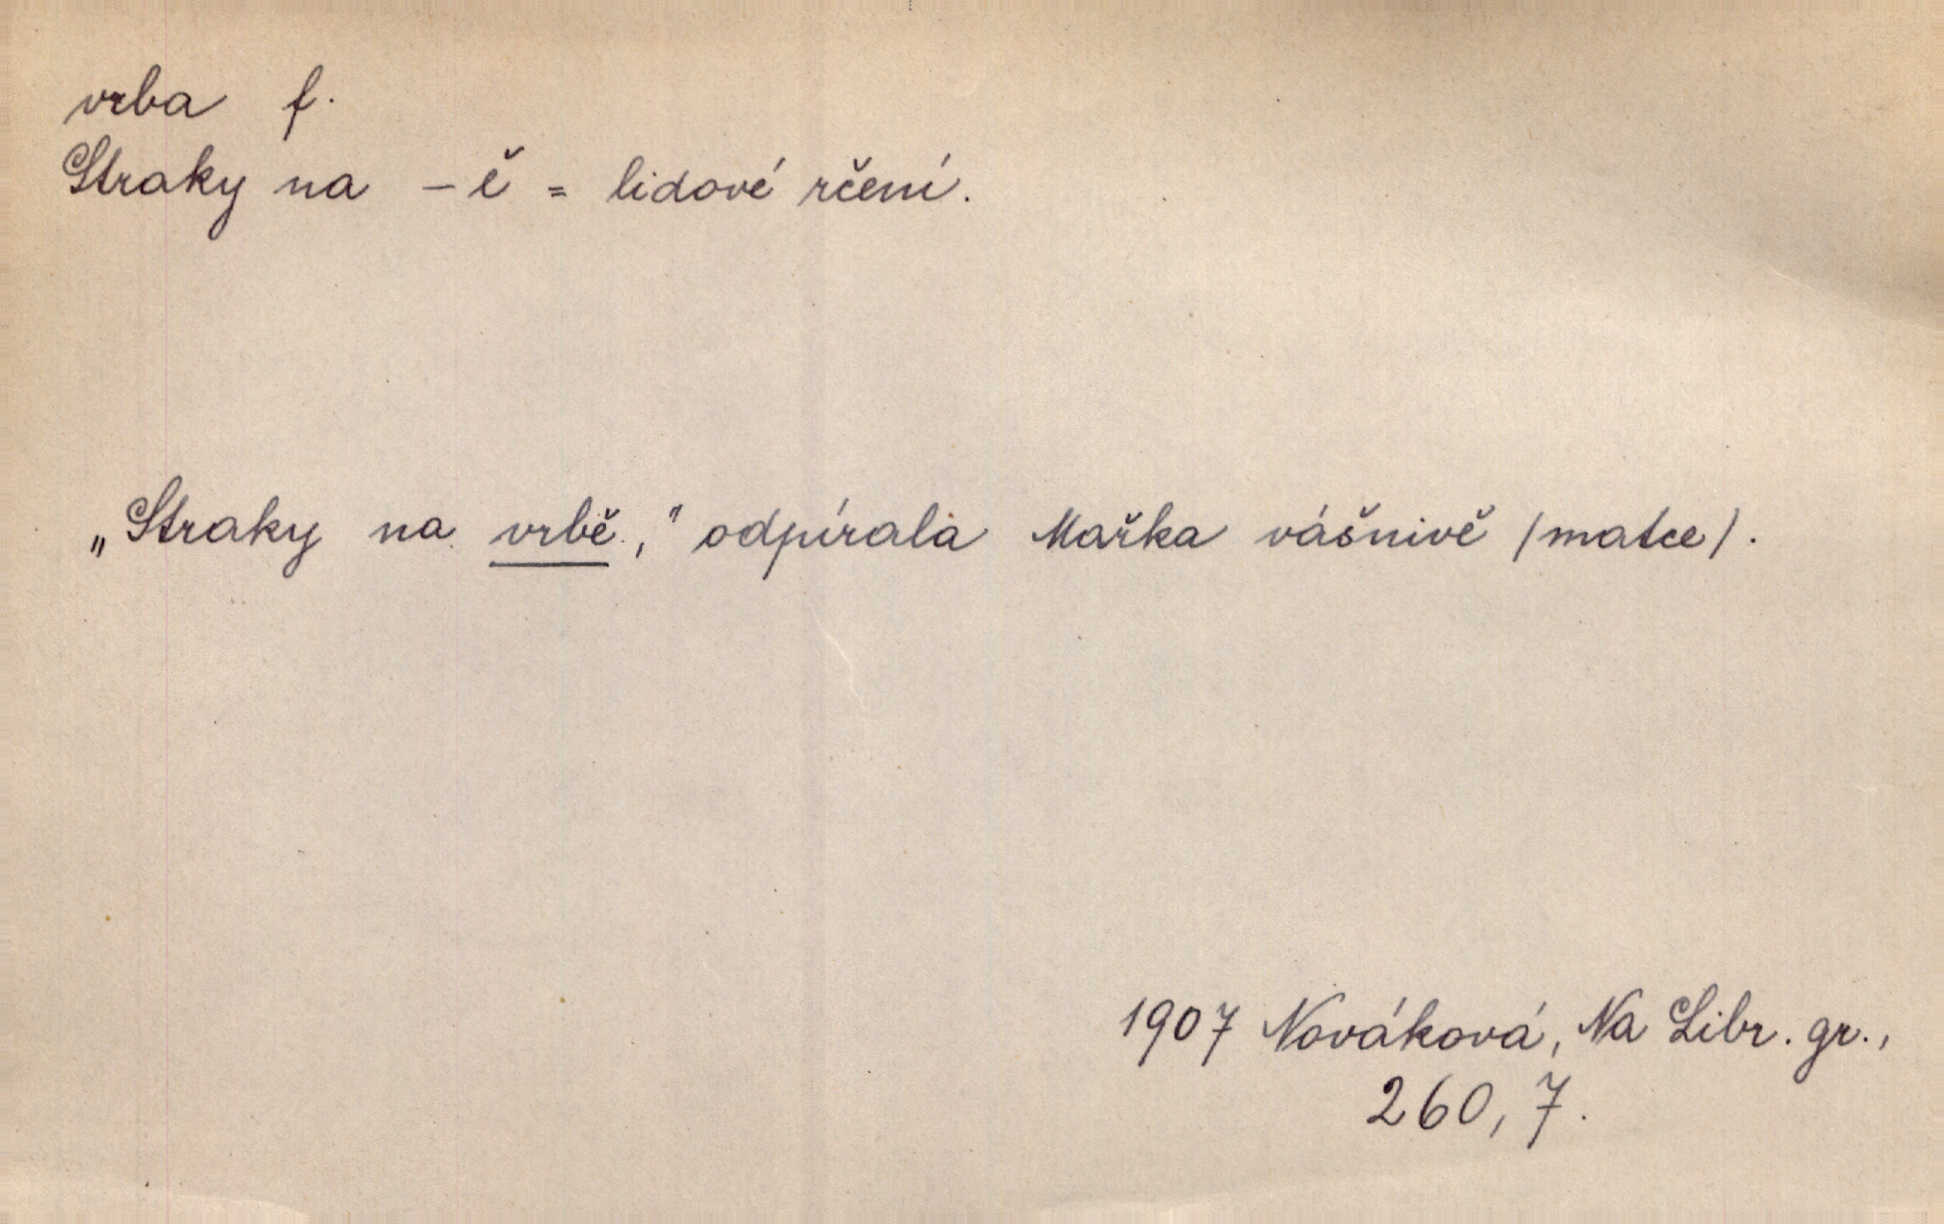 vrba f.
Straky na -ě = lidové rčení.
„Straky na vrbě," odpírala Mařka vášnivě /matce/.
1907 Nováková, Na Libr. gr.,
260, 7.